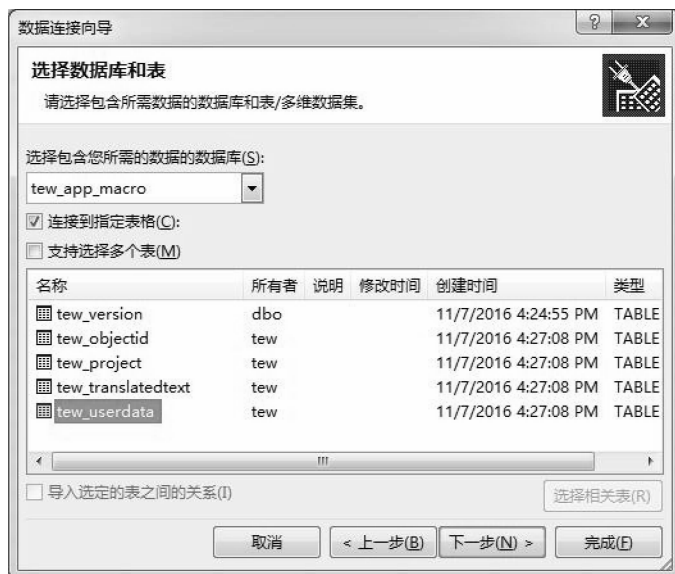 数据连接向导
选择数据库和表
请选择包含所需数据的数据库和表/多维数据集。
选择包含您所需的数据的数据库(S):
tew_app_macro
连接到指定表格(C):
支持选择多个表(M)
名称 所有者 说明 修改时间 创建时间 类型
tew_version dbo 11/7/2016 4:24:55 PM TABLE
tew_objectid tew 11/7/2016 4:27:08 PM TABLE
tew_project tew 11/7/2016 4:27:08 PM TABLE
tew_translatedtext tew 11/7/2016 4:27:08 PM TABLE
tew_userdata tew 11/7/2016 4:27:08 PM TABLE
导入选定的表之间的关系(I) 选择相关表(R)
取消 < 上一步(B) 下一步(N) > 完成(F)